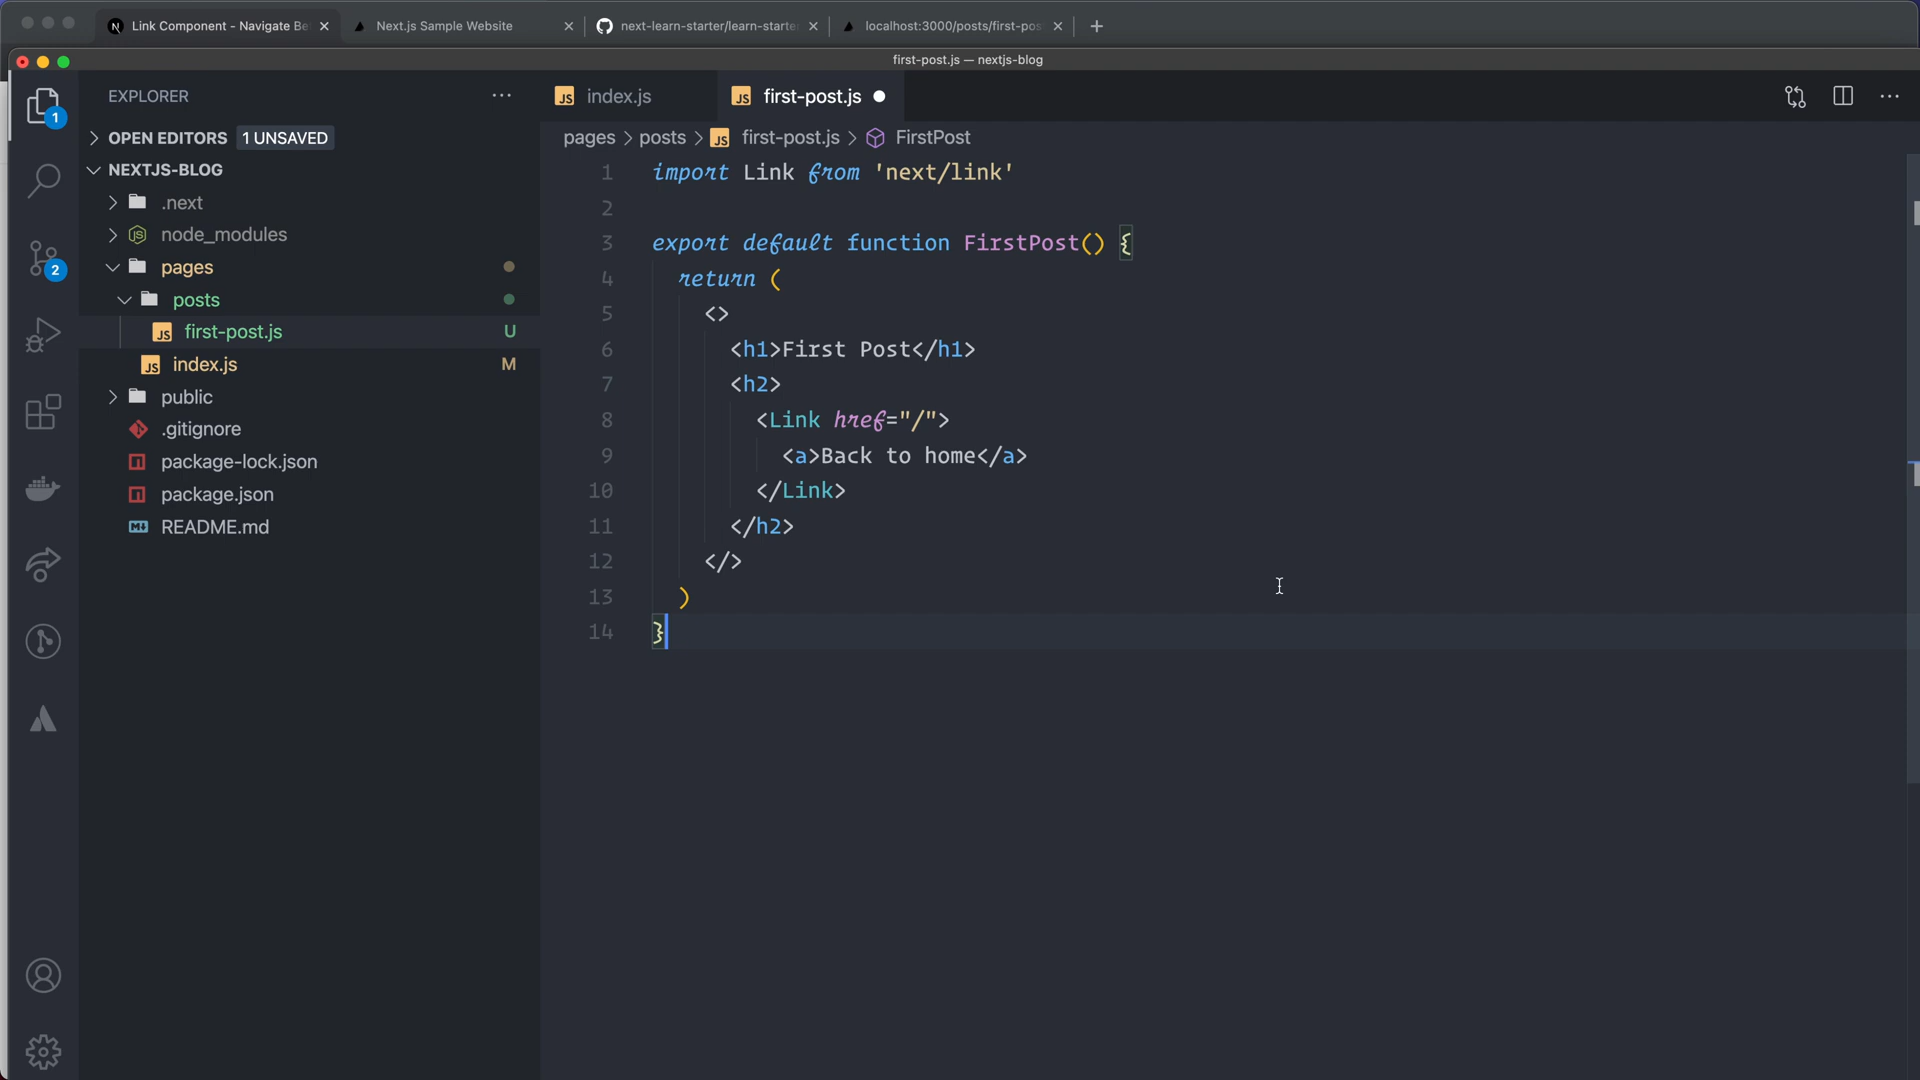 Link Component - Navigate Be
Next.js Sample Website
next-learn-starter/learn-starte
localhost:3000/posts/first-pos
first-post.js — nextjs-blog
EXPLORER
index.js
first-post.js
OPEN EDITORS 1 UNSAVED
pages > posts > JS first-post.js > FirstPost
NEXTJS-BLOG
.next
node_modules
pages
posts
JS first-post.js U
JS index.js M
public
.gitignore
package-lock.json
package.json
README.md
1
2
1 import Link from 'next/link'
2
3 export default function FirstPost() {
4 return (
5 <>
6 <h1>First Post</h1>
7 <h2>
8 <Link href="/">
9 <a>Back to home</a>
10 </Link>
11 </h2>
12 </>
13 )
14 }